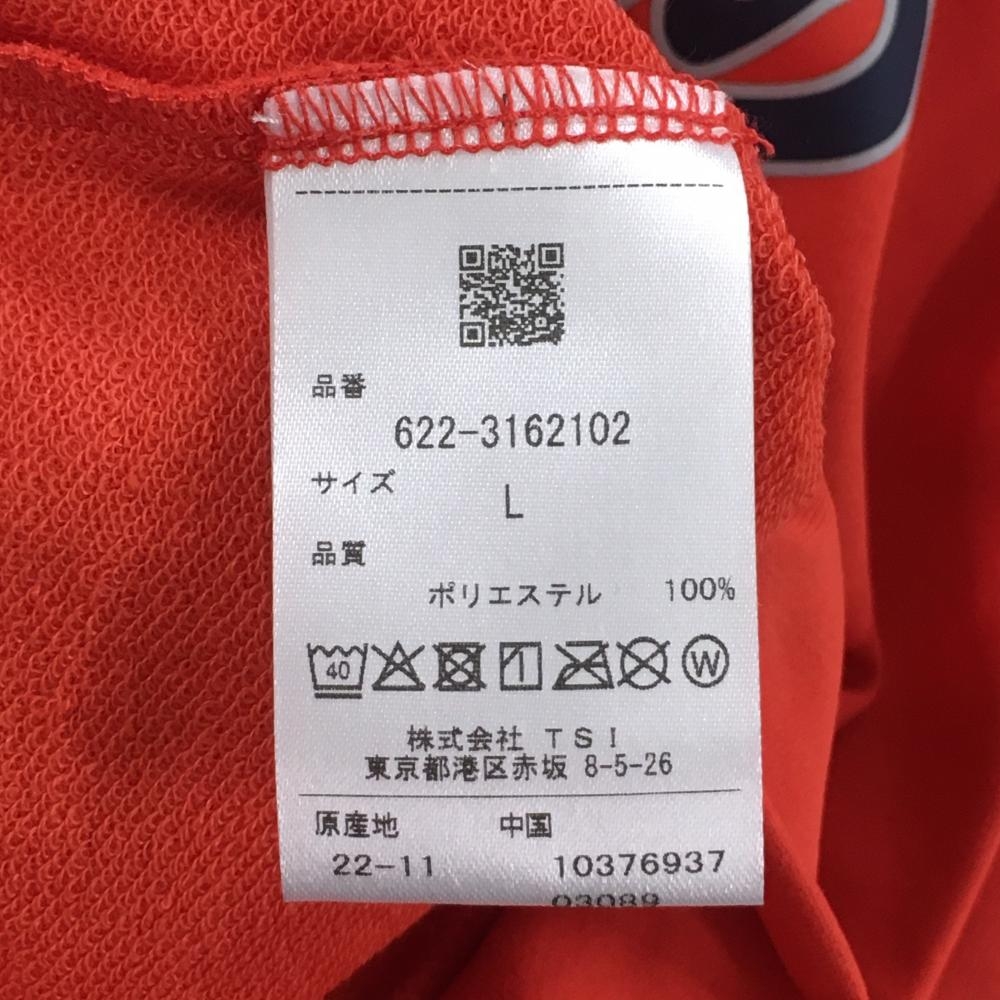 品番
622-3162102
サイズ
L
品質
ポリエステル 100%
40 W
株式会社 TSI
東京都港区赤坂 8-5-26
原産地 中国
22-11 10376937
03089